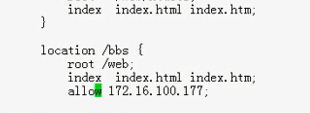 index index.html index.htm;
}
location /bbs {
root /web;
index index.html index.htm;
allow 172.16.100.177;